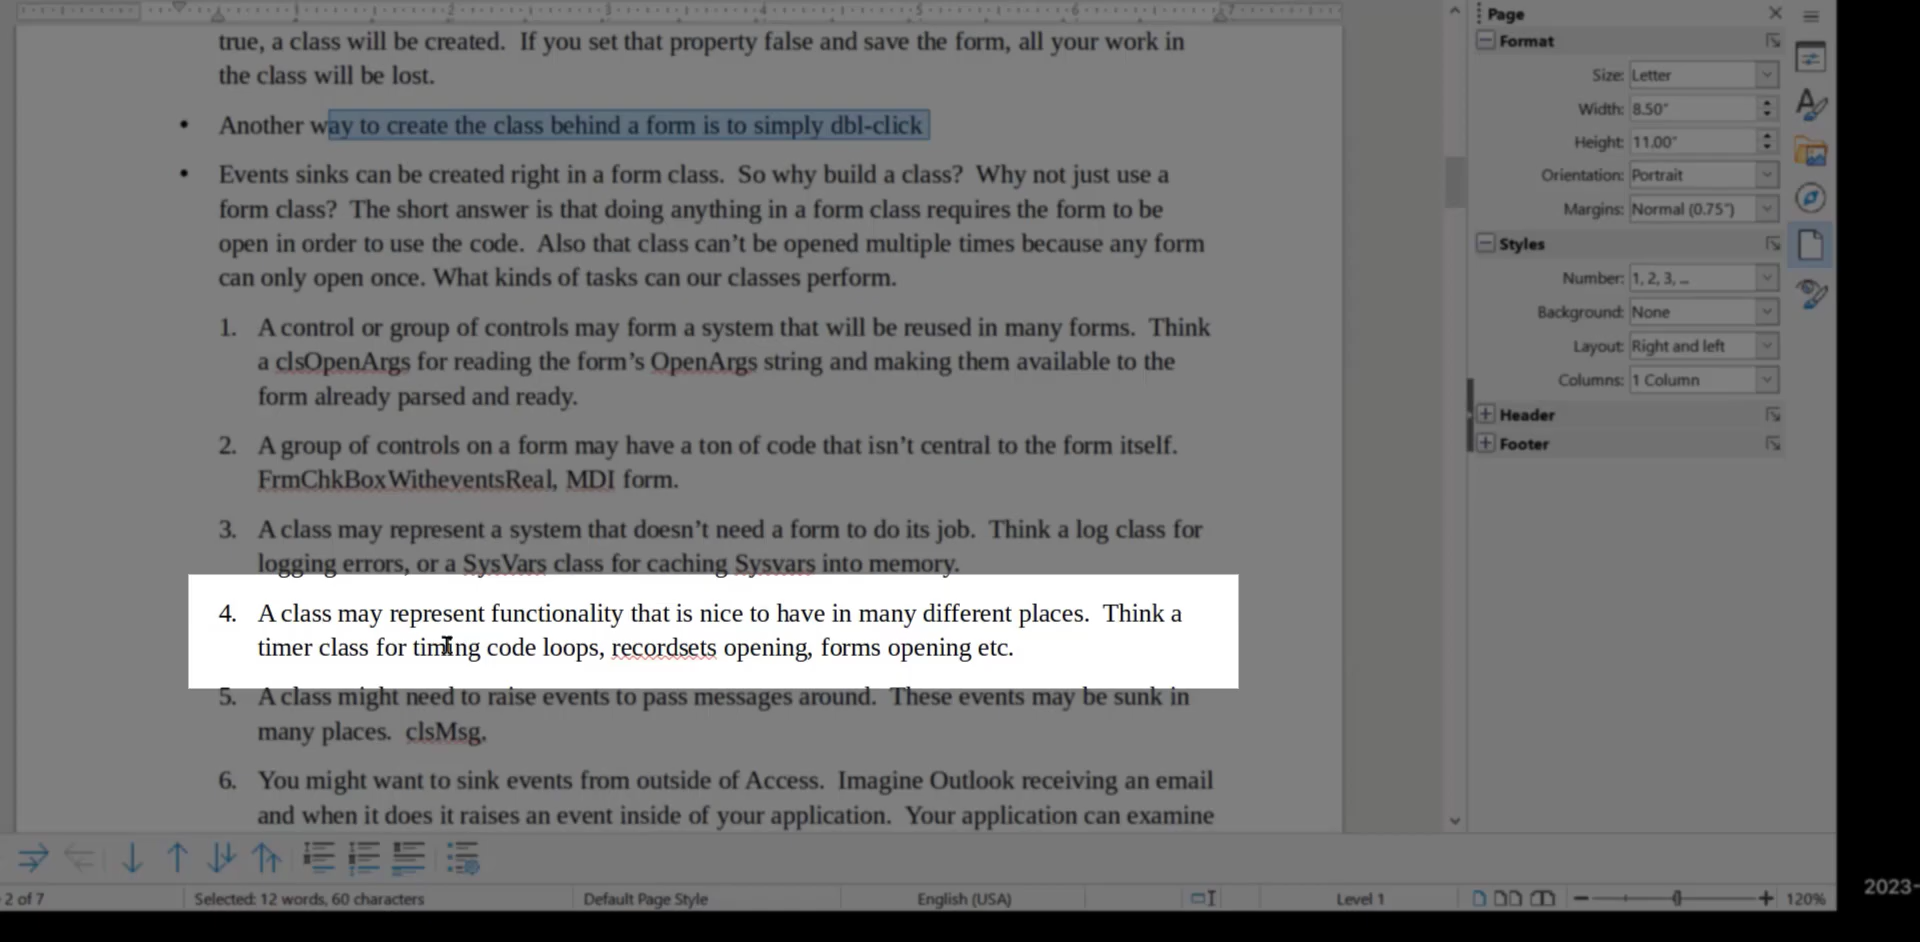 true, a class will be created.  If you set that property false and save the form, all your work in
the class will be lost.
• Another way to create the class behind a form is to simply dbl-click
• Events sinks can be created right in a form class.  So why build a class?  Why not just use a
form class?  The short answer is that doing anything in a form class requires the form to be
open in order to use the code.  Also that class can’t be opened multiple times because any form
can only open once. What kinds of tasks can our classes perform.
1. A control or group of controls may form a system that will be reused in many forms.  Think
a clsOpenArgs for reading the form’s OpenArgs string and making them available to the
form already parsed and ready.
2. A group of controls on a form may have a ton of code that isn’t central to the form itself.
FrmChkBoxWitheventsReal, MDI form.
3. A class may represent a system that doesn’t need a form to do its job.  Think a log class for
logging errors, or a SysVars class for caching Sysvars into memory.
4. A class may represent functionality that is nice to have in many different places.  Think a
timer class for timing code loops, recordsets opening, forms opening etc.
5. A class might need to raise events to pass messages around.  These events may be sunk in
many places.  clsMsg.
6. You might want to sink events from outside of Access.  Imagine Outlook receiving an email
and when it does it raises an event inside of your application.  Your application can examine
Page
Format
Size: Letter
Width: 8.50″
Height: 11.00″
Orientation: Portrait
Margins: Normal (0.75″)
Styles
Number: 1, 2, 3, ...
Background: None
Layout: Right and left
Columns: 1 Column
Header
Footer
2 of 7
Selected: 12 words, 60 characters
Default Page Style
English (USA)
Level 1
120%
2023-